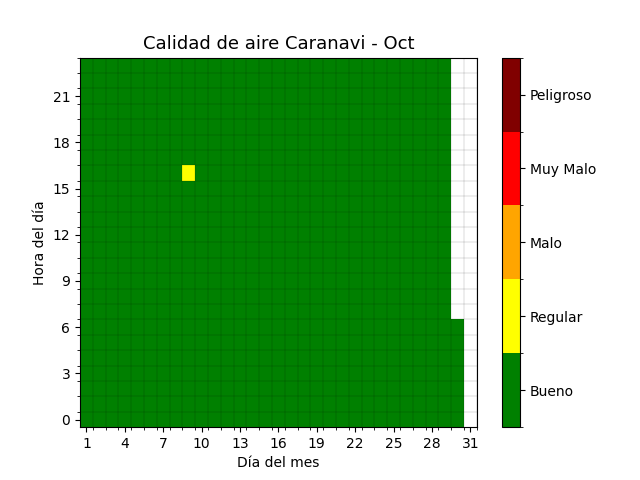 Calidad de aire Caranavi - Oct
Hora del día
21
18
15
12
9
6
3
0
1 4 7 10 13 16 19 22 25 28 31
Día del mes
Peligroso
Muy Malo
Malo
Regular
Bueno